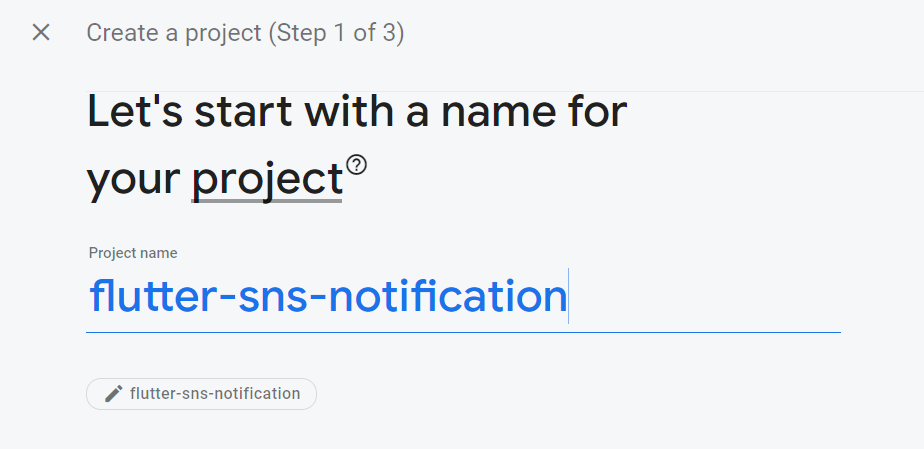 Create a project (Step 1 of 3)
Let's start with a name for
your project
Project name
flutter-sns-notification
flutter-sns-notification